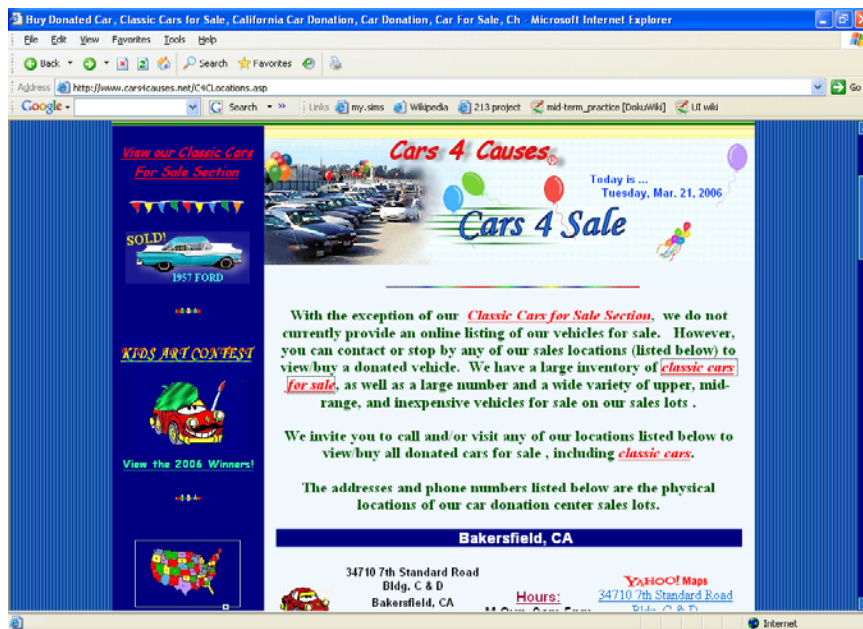 Buy Donated Car, Classic Cars for Sale, California Car Donation, Car Donation, Car For Sale, Ch - Microsoft Internet Explorer
File Edit View Favorites Tools Help
Back Search Favorites
Address http://www.cars4causes.net/C4CLocations.asp Go
Google Search Links my.sims Wikipedia 213 project mid-term_practice [DokuWiki] UI wiki
View our Classic Cars
For Sale Section
SOLD!
1957 FORD
KIDS ART CONTEST
View the 2006 Winners!
Cars 4 Causes®
Today is ...
Tuesday, Mar. 21, 2006
Cars 4 Sale
With the exception of our Classic Cars for Sale Section, we do not
currently provide an online listing of our vehicles for sale. However,
you can contact or stop by any of our sales locations (listed below) to
view/buy a donated vehicle. We have a large inventory of classic cars
for sale, as well as a large number and a wide variety of upper, mid-
range, and inexpensive vehicles for sale on our sales lots .
We invite you to call and/or visit any of our locations listed below to
view/buy all donated cars for sale , including classic cars.
The addresses and phone numbers listed below are the physical
locations of our car donation center sales lots.
Bakersfield, CA
34710 7th Standard Road
Bldg. C & D
Bakersfield, CA
Hours:
YAHOO! Maps
34710 7th Standard Road
Bldg. C & D
Internet